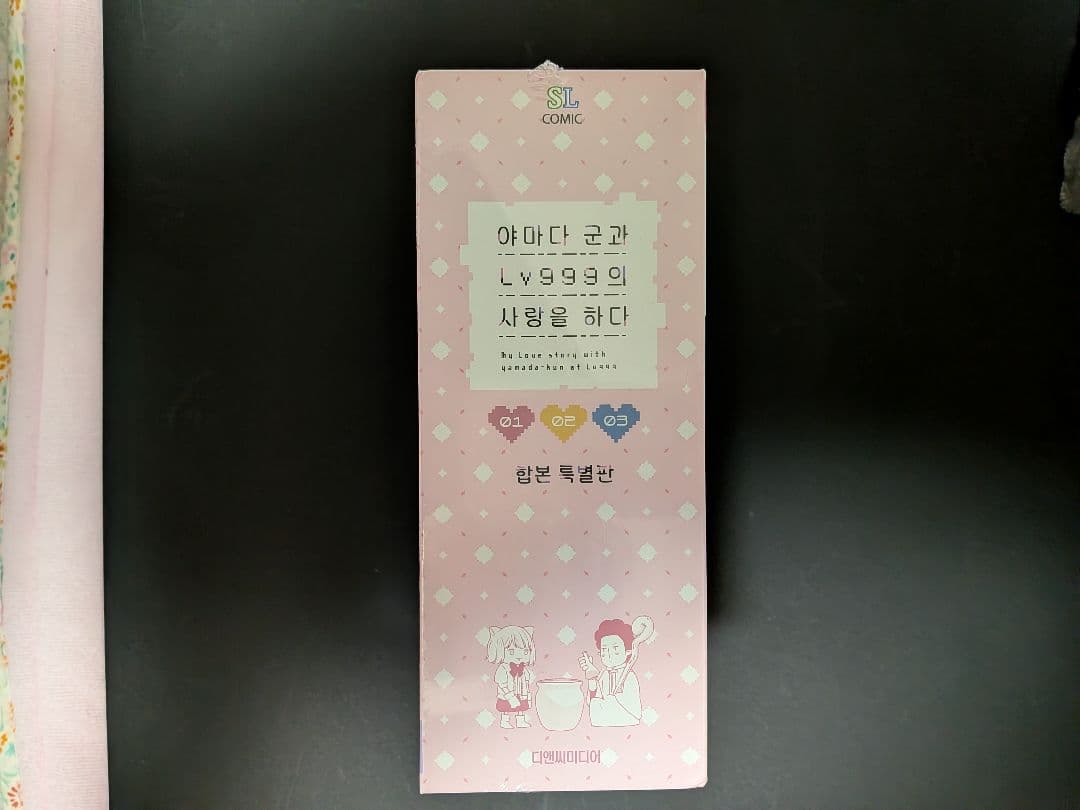 SL
COMIC
야마다 군과
Lv999의
사랑을 하다
My Love story with
yamada-kun at Lv999
01 02 03
합본 특별판
디앤씨미디어